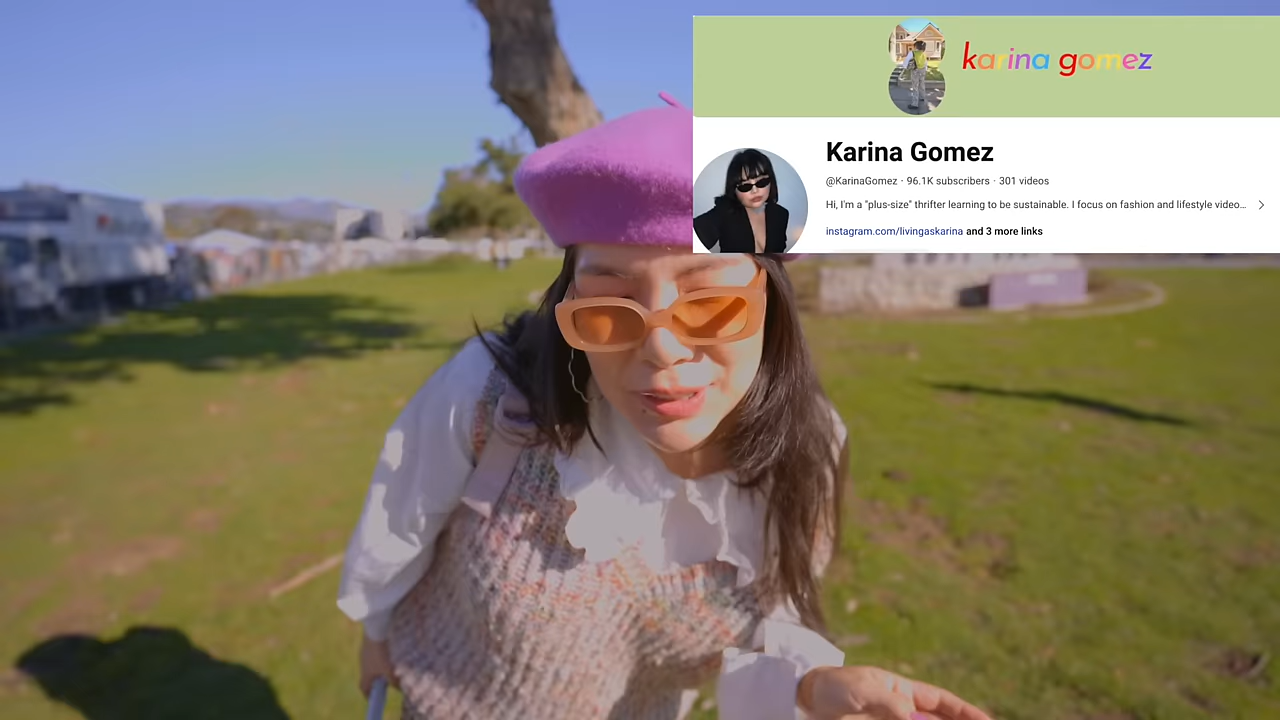 karina gomez
Karina Gomez
@KarinaGomez · 96.1K subscribers · 301 videos
Hi, I'm a "plus-size" thrifter learning to be sustainable. I focus on fashion and lifestyle video...
instagram.com/livingaskarina and 3 more links